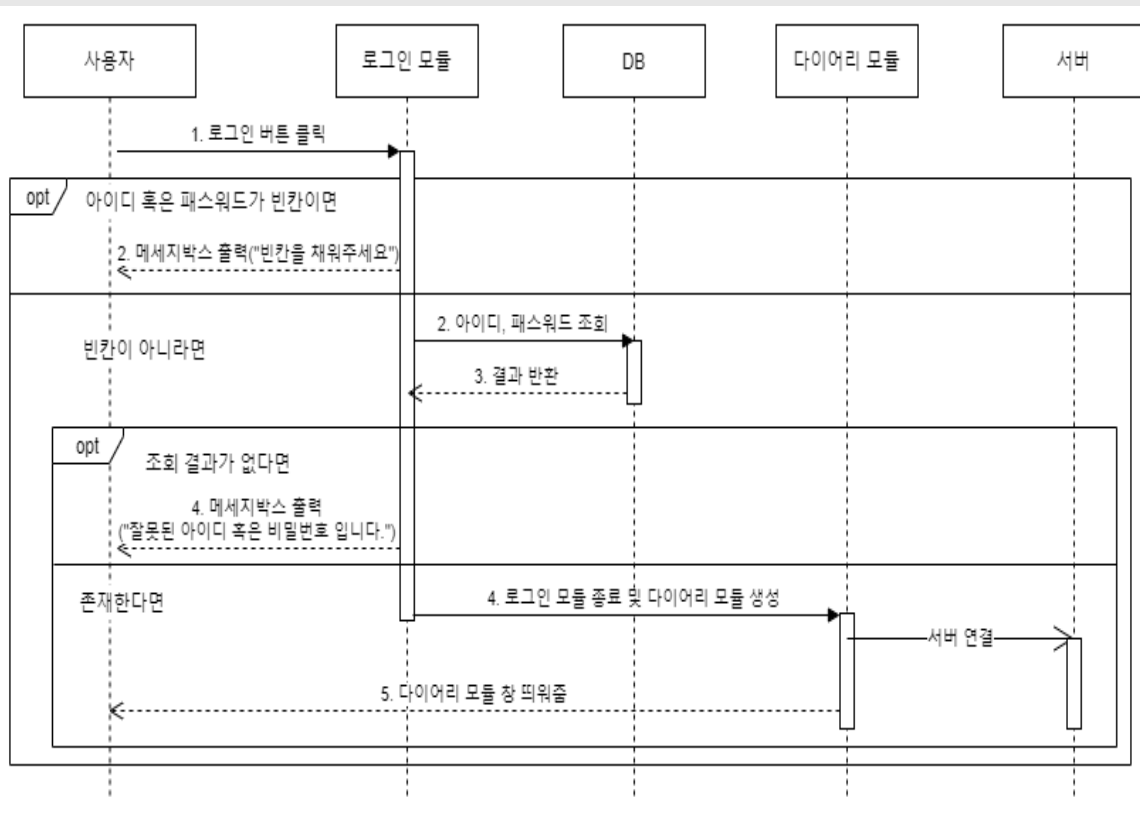 사용자
로그인 모듈
DB
다이어리 모듈
서버
1. 로그인 버튼 클릭
opt
아이디 혹은 패스워드가 빈칸이면
2. 메세지박스 출력("빈칸을 채워주세요")
빈칸이 아니라면
2. 아이디, 패스워드 조회
3. 결과 반환
opt
조회 결과가 없다면
4. 메세지박스 출력
("잘못된 아이디 혹은 비밀번호 입니다.")
존재한다면
4. 로그인 모듈 종료 및 다이어리 모듈 생성
서버 연결
5. 다이어리 모듈 창 띄워줌